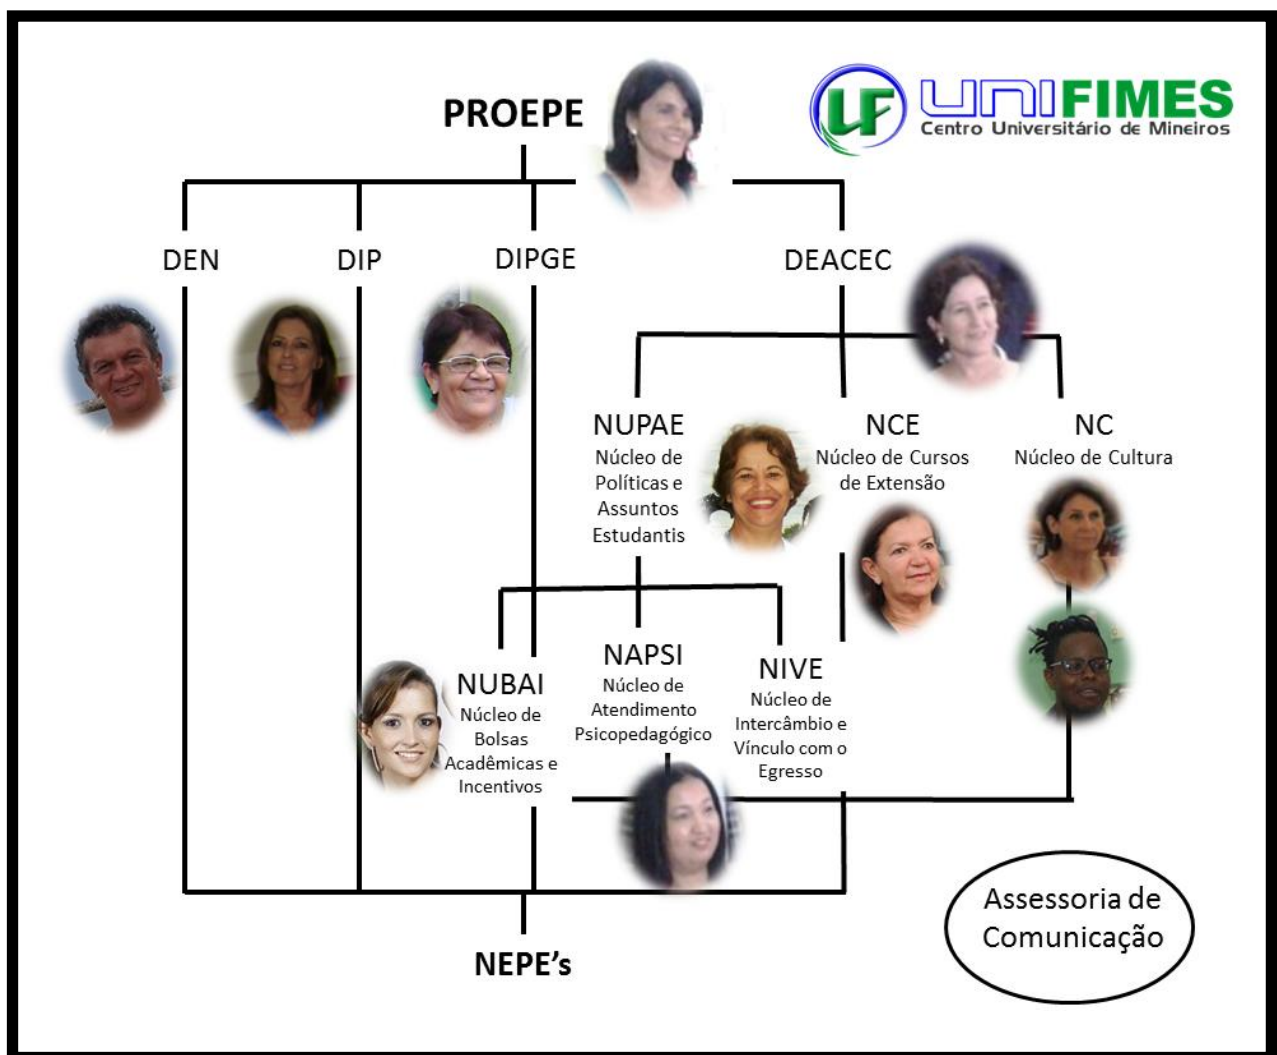 PROEPE
UF UNIFIMES
Centro Universitário de Mineiros
DEN
DIP
DIPGE
DEACEC
NUPAE
Núcleo de
Políticas e
Assuntos
Estudantis
NCE
Núcleo de Cursos
de Extensão
NC
Núcleo de Cultura
NUBAI
Núcleo de
Bolsas
Acadêmicas e
Incentivos
NAPSI
Núcleo de
Atendimento
Psicopedagógico
NIVE
Núcleo de
Intercâmbio e
Vínculo com o
Egresso
Assessoria de
Comunicação
NEPE's